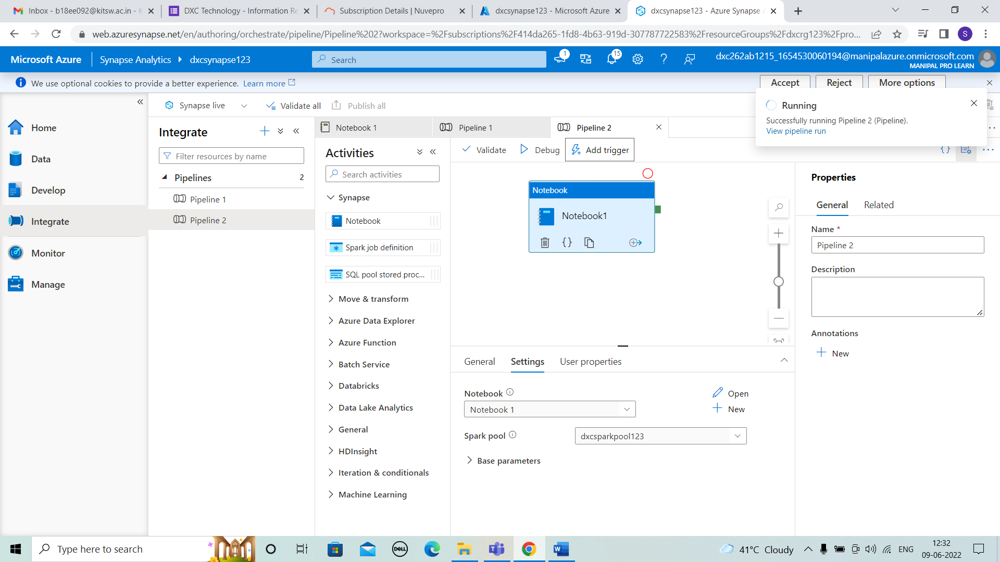 Inbox - b18ee092@kitsw.ac.in - K
DXC Technology - Information Re
Subscription Details | Nuvepro
dxcsynapse123 - Microsoft Azure
dxcsynapse123 - Azure Synapse A
web.azuresynapse.net/en/authoring/orchestrate/pipeline/Pipeline%202?workspace=%2Fsubscriptions%2F414da265-1fd8-4b63-919d-307787722583%2FresourceGroups%2Fdxcrg123%2Fpro...
S
Microsoft Azure
Synapse Analytics
dxcsynapse123
Search
1
15
dxc262ab1215_1654530060194@manipalazure.onmicrosoft.com
MANIPAL PRO LEARN
We use optional cookies to provide a better experience. Learn more
Accept
Reject
More options
Running
Successfully running Pipeline 2 (Pipeline).
View pipeline run
Home
Data
Develop
Integrate
Monitor
Manage
Synapse live
Validate all
Publish all
Integrate
Filter resources by name
Pipelines
2
Pipeline 1
Pipeline 2
Notebook 1
Pipeline 1
Pipeline 2
Activities
Search activities
Synapse
Notebook
Spark job definition
SQL pool stored proc...
Move & transform
Azure Data Explorer
Azure Function
Batch Service
Databricks
Data Lake Analytics
General
HDInsight
Iteration & conditionals
Machine Learning
Validate
Debug
Add trigger
Notebook
Notebook1
General
Settings
User properties
Notebook
Notebook 1
Open
New
Spark pool
dxcsparkpool123
Base parameters
Properties
General
Related
Name *
Pipeline 2
Description
Annotations
New
Type here to search
DELL
W
41°C Cloudy
ENG
12:32
09-06-2022